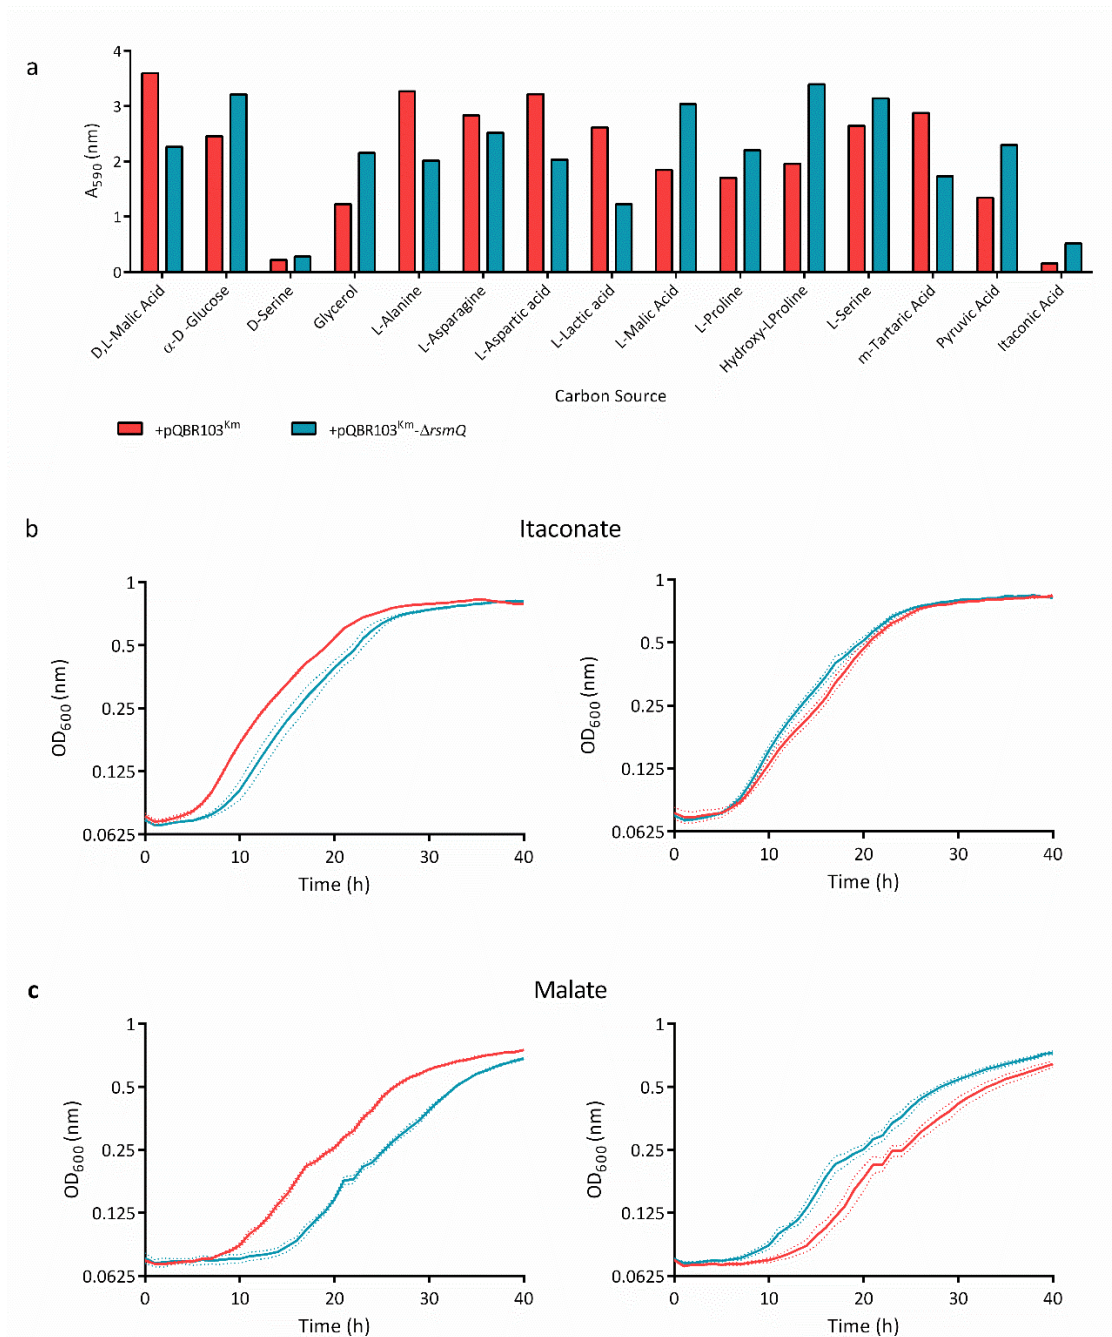 a
4
3
2
1
0
A590 (nm)
D,L-Malic Acid
α-D -Glucose
D-Serine
Glycerol
L-Alanine
L-Asparagine
L-Aspartic acid
L-Lactic acid
L-Malic Acid
L-Proline
Hydroxy-LProline
L-Serine
m-Tartaric Acid
Pyruvic Acid
Itaconic Acid
Carbon Source
+pQBR103Km
+pQBR103Km-ΔrsmQ
b
Itaconate
1
0.5
0.25
0.125
0.0625
OD600 (nm)
0 10 20 30 40
Time (h)
1
0.5
0.25
0.125
0.0625
OD600 (nm)
0 10 20 30 40
Time (h)
c
Malate
1
0.5
0.25
0.125
0.0625
OD600 (nm)
0 10 20 30 40
Time (h)
1
0.5
0.25
0.125
0.0625
OD600 (nm)
0 10 20 30 40
Time (h)